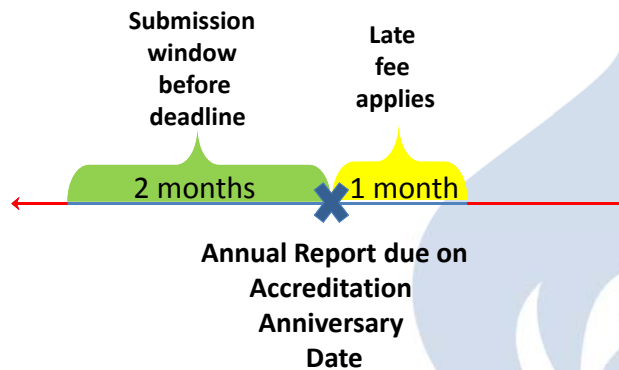 Submission
window
before
deadline
Late
fee
applies
2 months
1 month
Annual Report due on
Accreditation
Anniversary
Date